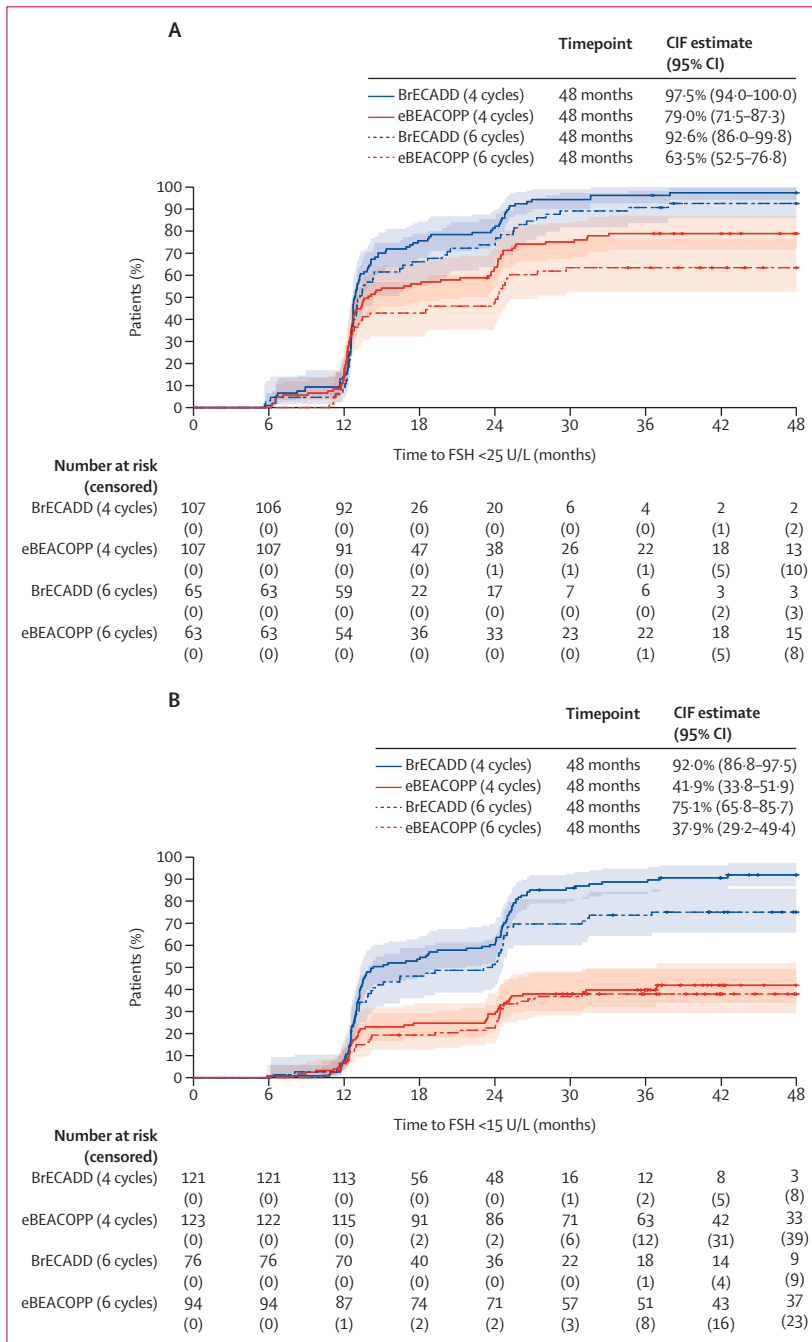 A
Timepoint CIF estimate
(95% CI)
BrECADD (4 cycles) 48 months 97·5% (94·0–100·0)
eBEACOPP (4 cycles) 48 months 79·0% (71·5–87·3)
BrECADD (6 cycles) 48 months 92·6% (86·0–99·8)
eBEACOPP (6 cycles) 48 months 63·5% (52·5–76·8)
100
90
80
70
60
50
40
30
20
10
0
Patients (%)
0 6 12 18 24 30 36 42 48
Time to FSH <25 U/L (months)
Number at risk
(censored)
BrECADD (4 cycles) 107 106 92 26 20 6 4 2 2
(0) (0) (0) (0) (0) (0) (0) (1) (2)
eBEACOPP (4 cycles) 107 107 91 47 38 26 22 18 13
(0) (0) (0) (0) (1) (1) (1) (5) (10)
BrECADD (6 cycles) 65 63 59 22 17 7 6 3 3
(0) (0) (0) (0) (0) (0) (0) (2) (3)
eBEACOPP (6 cycles) 63 63 54 36 33 23 22 18 15
(0) (0) (0) (0) (0) (0) (1) (5) (8)
B
Timepoint CIF estimate
(95% CI)
BrECADD (4 cycles) 48 months 92·0% (86·8–97·5)
eBEACOPP (4 cycles) 48 months 41·9% (33·8–51·9)
BrECADD (6 cycles) 48 months 75·1% (65·8–85·7)
eBEACOPP (6 cycles) 48 months 37·9% (29·2–49·4)
100
90
80
70
60
50
40
30
20
10
0
Patients (%)
0 6 12 18 24 30 36 42 48
Time to FSH <15 U/L (months)
Number at risk
(censored)
BrECADD (4 cycles) 121 121 113 56 48 16 12 8 3
(0) (0) (0) (0) (0) (1) (2) (5) (8)
eBEACOPP (4 cycles) 123 122 115 91 86 71 63 42 33
(0) (0) (0) (2) (2) (6) (12) (31) (39)
BrECADD (6 cycles) 76 76 70 40 36 22 18 14 9
(0) (0) (0) (0) (0) (0) (1) (4) (9)
eBEACOPP (6 cycles) 94 94 87 74 71 57 51 43 37
(0) (0) (1) (2) (2) (3) (8) (16) (23)